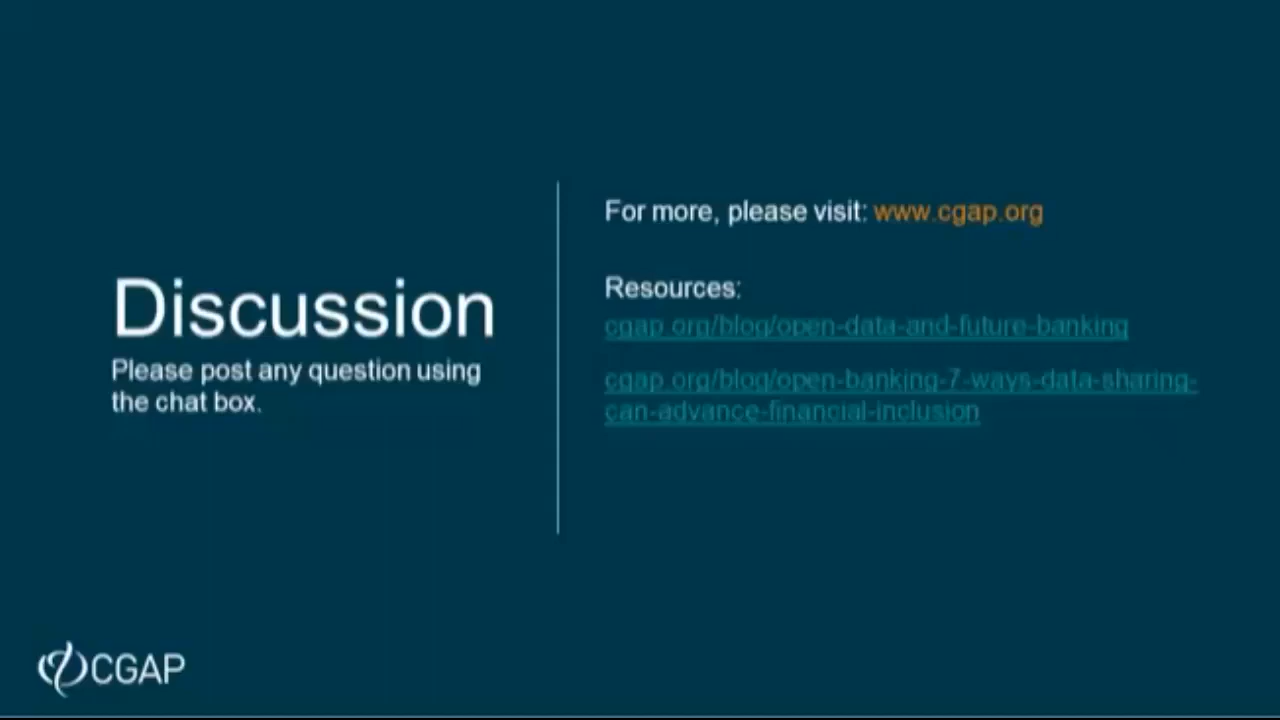 Discussion
Please post any question using
the chat box.
For more, please visit: www.cgap.org
Resources:
cgap.org/blog/open-data-and-future-banking
cgap.org/blog/open-banking-7-ways-data-sharing-
can-advance-financial-inclusion
CGAP